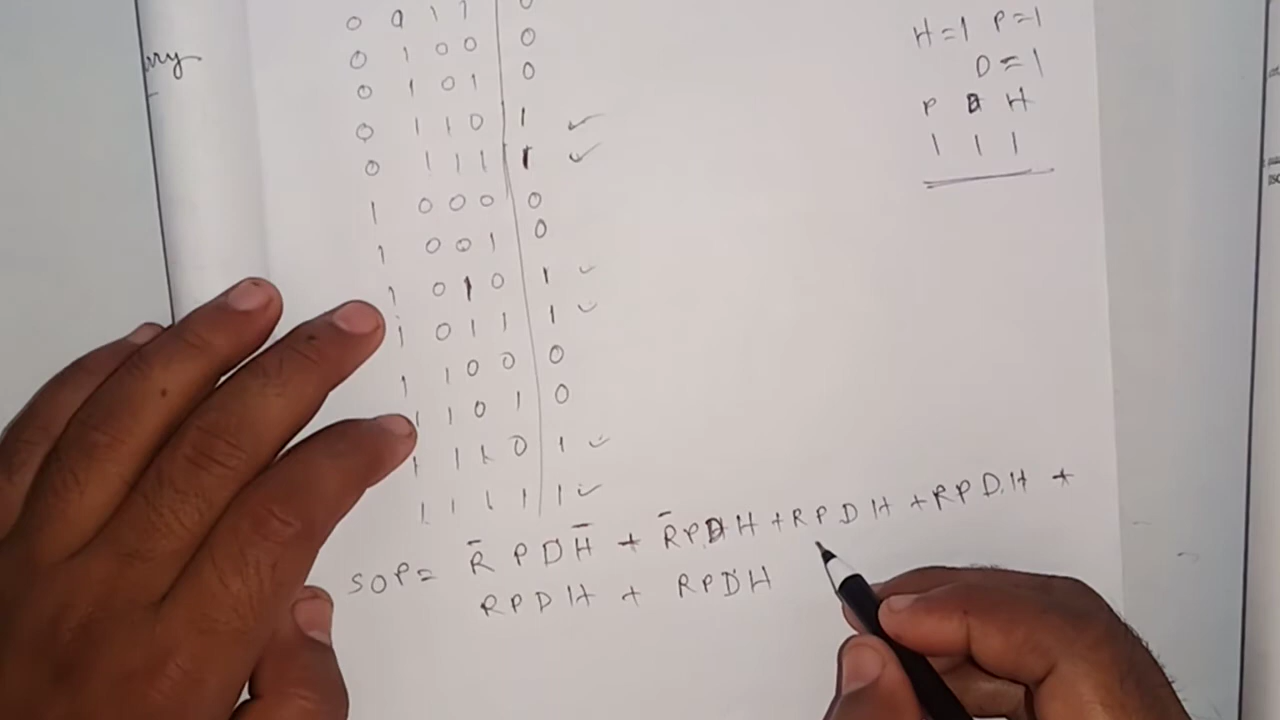 ary
0 0 1 1 0
0 1 0 0 0
0 1 0 1 0
0 1 1 0 1 ✓
0 1 1 1 1 ✓
1 0 0 0 0
1 0 0 1 0
1 0 1 0 1 ✓
1 0 1 1 1 ✓
1 1 0 0 0
1 1 0 1 0
1 1 1 0 1 ✓
1 1 1 1 1 ✓
SOP = R̅ P D H̅ + R̅ P D H + R P D H + R P D H +
R P D H + R P D H
H = 1 P = 1
D = 1
P D H
1 1 1